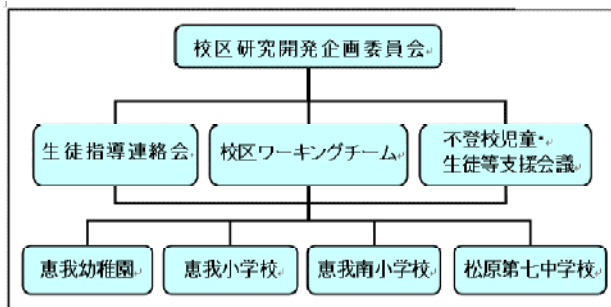 校区研究開発企画委員会
生徒指導連絡会
校区ワーキングチーム
不登校児童・
生徒等支援会議
恵我幼稚園
恵我小学校
恵我南小学校
松原第七中学校